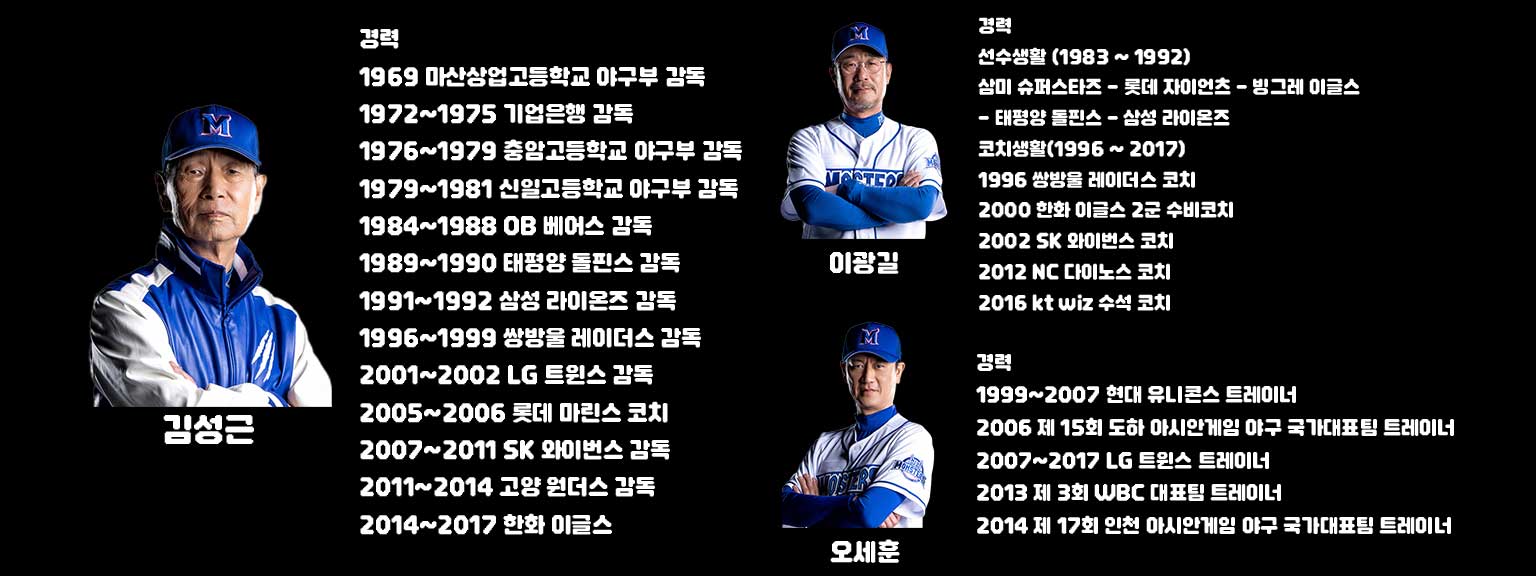 경력
1969 마산상업고등학교 야구부 감독
1972~1975 기업은행 감독
1976~1979 충암고등학교 야구부 감독
1979~1981 신일고등학교 야구부 감독
1984~1988 OB 베어스 감독
1989~1990 태평양 돌핀스 감독
1991~1992 삼성 라이온즈 감독
1996~1999 쌍방울 레이더스 감독
2001~2002 LG 트윈스 감독
2005~2006 롯데 마린스 코치
2007~2011 SK 와이번스 감독
2011~2014 고양 원더스 감독
2014~2017 한화 이글스
M
김성근
경력
선수생활 (1983 ~ 1992)
삼미 슈퍼스타즈 - 롯데 자이언츠 - 빙그레 이글스
- 태평양 돌핀스 - 삼성 라이온즈
코치생활(1996 ~ 2017)
1996 쌍방울 레이더스 코치
2000 한화 이글스 2군 수비코치
2002 SK 와이번스 코치
2012 NC 다이노스 코치
2016 kt wiz 수석 코치
M
이광길
경력
1999~2007 현대 유니콘스 트레이너
2006 제 15회 도하 아시안게임 야구 국가대표팀 트레이너
2007~2017 LG 트윈스 트레이너
2013 제 3회 WBC 대표팀 트레이너
2014 제 17회 인천 아시안게임 야구 국가대표팀 트레이너
M
MONSTERS
오세훈